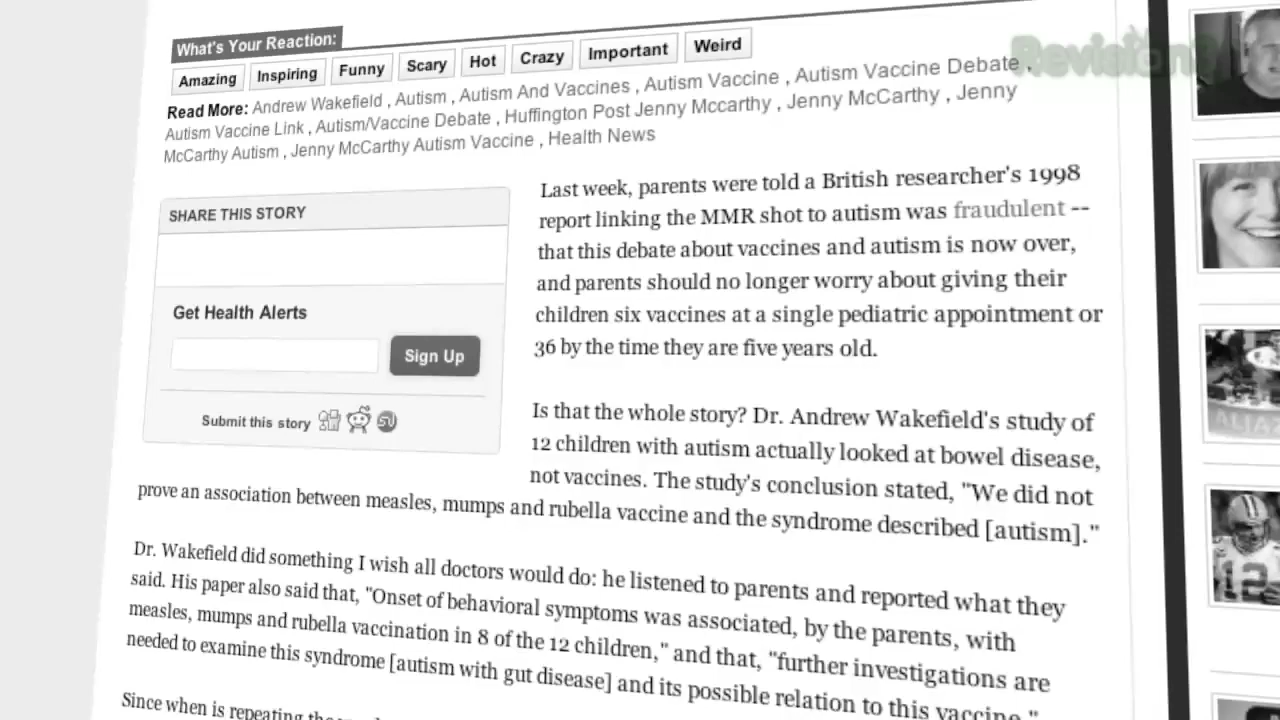 What's Your Reaction:
Amazing Inspiring Funny Scary Hot Crazy Important Weird
Revision3
Read More: Andrew Wakefield , Autism , Autism And Vaccines , Autism Vaccine , Autism Vaccine Debate ,
Autism Vaccine Link , Autism/Vaccine Debate , Huffington Post Jenny Mccarthy , Jenny McCarthy , Jenny
McCarthy Autism , Jenny McCarthy Autism Vaccine , Health News
SHARE THIS STORY
Get Health Alerts
Sign Up
Submit this story
Last week, parents were told a British researcher's 1998
report linking the MMR shot to autism was fraudulent --
that this debate about vaccines and autism is now over,
and parents should no longer worry about giving their
children six vaccines at a single pediatric appointment or
36 by the time they are five years old.
Is that the whole story? Dr. Andrew Wakefield's study of
12 children with autism actually looked at bowel disease,
not vaccines. The study's conclusion stated, "We did not
prove an association between measles, mumps and rubella vaccine and the syndrome described [autism]."
Dr. Wakefield did something I wish all doctors would do: he listened to parents and reported what they
said. His paper also said that, "Onset of behavioral symptoms was associated, by the parents, with
measles, mumps and rubella vaccination in 8 of the 12 children," and that, "further investigations are
needed to examine this syndrome [autism with gut disease] and its possible relation to this vaccine."
Since when is repeating the
12